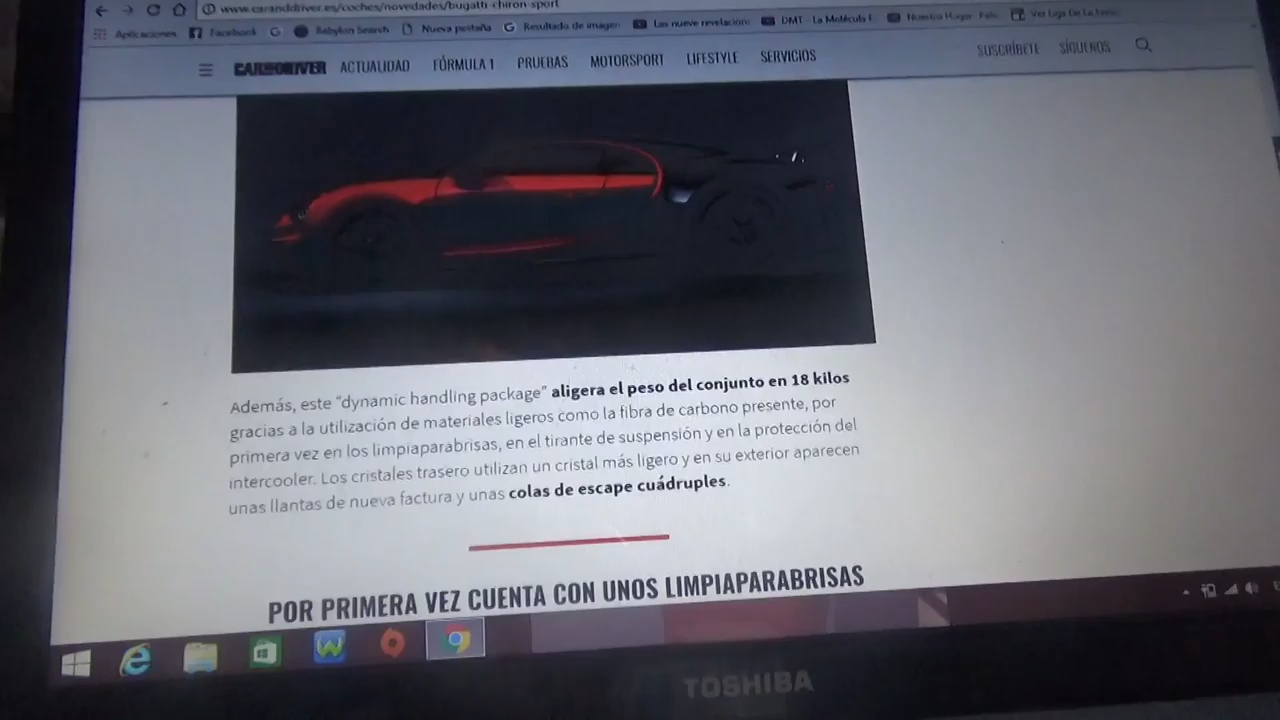 www.caranddriver.es/coches/novedades/bugatti-chiron-sport
Aplicaciones Facebook Babylon Search Nueva pestaña Resultado de imagen Las nueve revelacion DMT - La Molécula
CAR AND DRIVER ACTUALIDAD FÓRMULA 1 PRUEBAS MOTORSPORT LIFESTYLE SERVICIOS SUSCRÍBETE SÍGUENOS
Además, este "dynamic handling package" aligera el peso del conjunto en 18 kilos
gracias a la utilización de materiales ligeros como la fibra de carbono presente, por
primera vez en los limpiaparabrisas, en el tirante de suspensión y en la protección del
intercooler. Los cristales trasero utilizan un cristal más ligero y en su exterior aparecen
unas llantas de nueva factura y unas colas de escape cuádruples.
POR PRIMERA VEZ CUENTA CON UNOS LIMPIAPARABRISAS
TOSHIBA